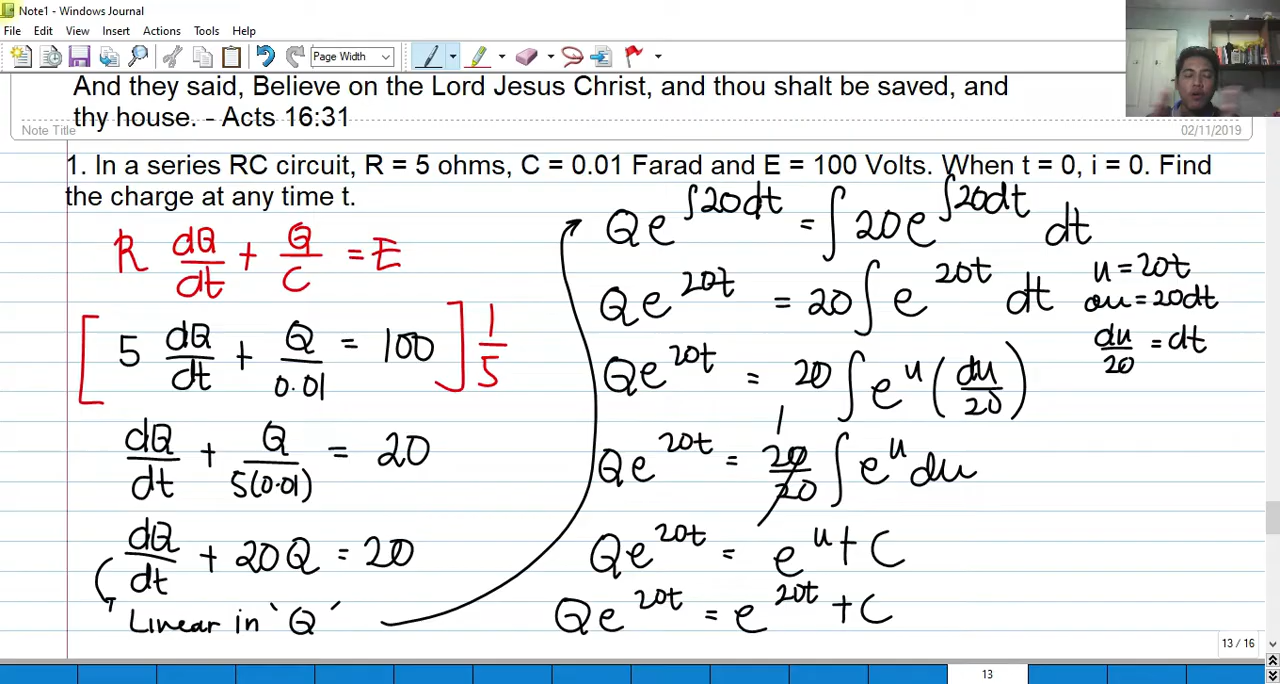 Note1 - Windows Journal
File Edit View Insert Actions Tools Help
Page Width
And they said, Believe on the Lord Jesus Christ, and thou shalt be saved, and
thy house. - Acts 16:31
Note Title
02/11/2019
1. In a series RC circuit, R = 5 ohms, C = 0.01 Farad and E = 100 Volts. When t = 0, i = 0. Find
the charge at any time t.
R dQ/dt + Q/C = E
[5 dQ/dt + Q/0.01 = 100] 1/5
dQ/dt + Q/5(0.01) = 20
dQ/dt + 20Q = 20
Linear in 'Q'
Qe^∫20dt = ∫20e^∫20dt dt
Qe^20t = 20∫e^20t dt
u = 20t
du = 20dt
du/20 = dt
Qe^20t = 20∫e^u (du/20)
1
Qe^20t = 20/20 ∫e^u du
Qe^20t = e^u + C
Qe^20t = e^20t + C
13 / 16
13